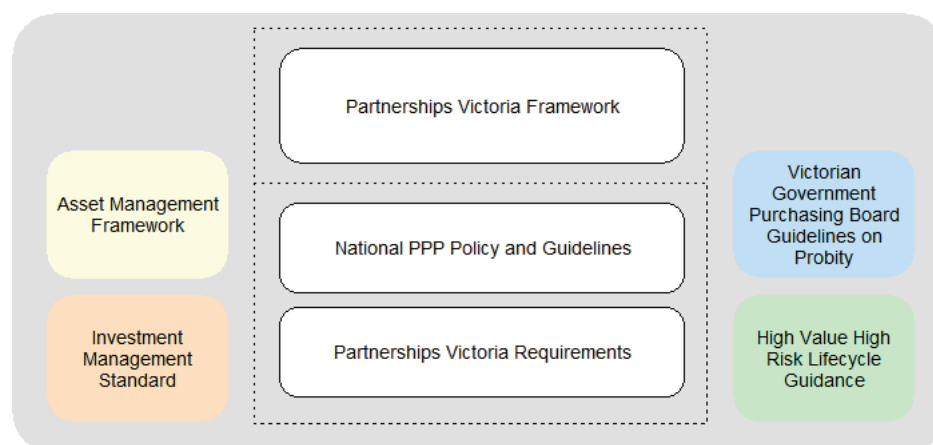 Partnerships Victoria Framework
Asset Management
Framework
National PPP Policy and Guidelines
Victorian
Government
Purchasing Board
Guidelines on
Probity
Investment
Management
Standard
Partnerships Victoria Requirements
High Value High
Risk Lifecycle
Guidance